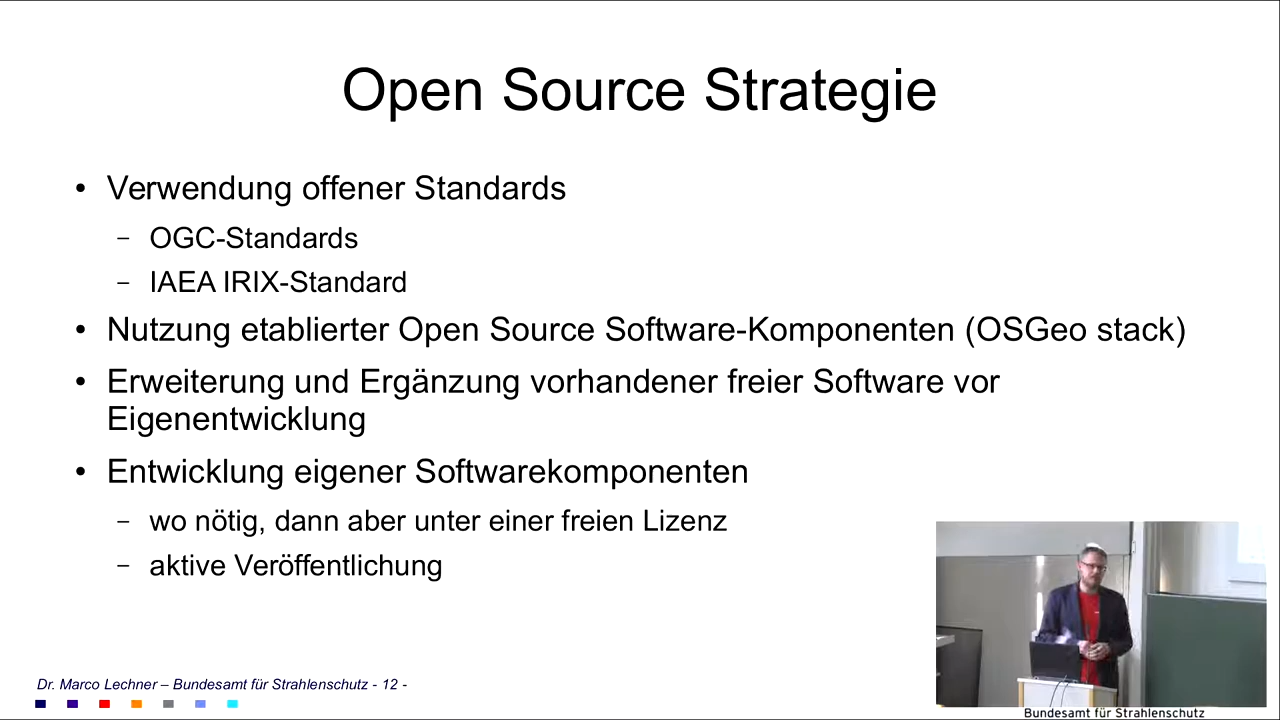 Open Source Strategie
• Verwendung offener Standards
– OGC-Standards
– IAEA IRIX-Standard
• Nutzung etablierter Open Source Software-Komponenten (OSGeo stack)
• Erweiterung und Ergänzung vorhandener freier Software vor
Eigenentwicklung
• Entwicklung eigener Softwarekomponenten
– wo nötig, dann aber unter einer freien Lizenz
– aktive Veröffentlichung
Dr. Marco Lechner – Bundesamt für Strahlenschutz - 12 -
Bundesamt für Strahlenschutz